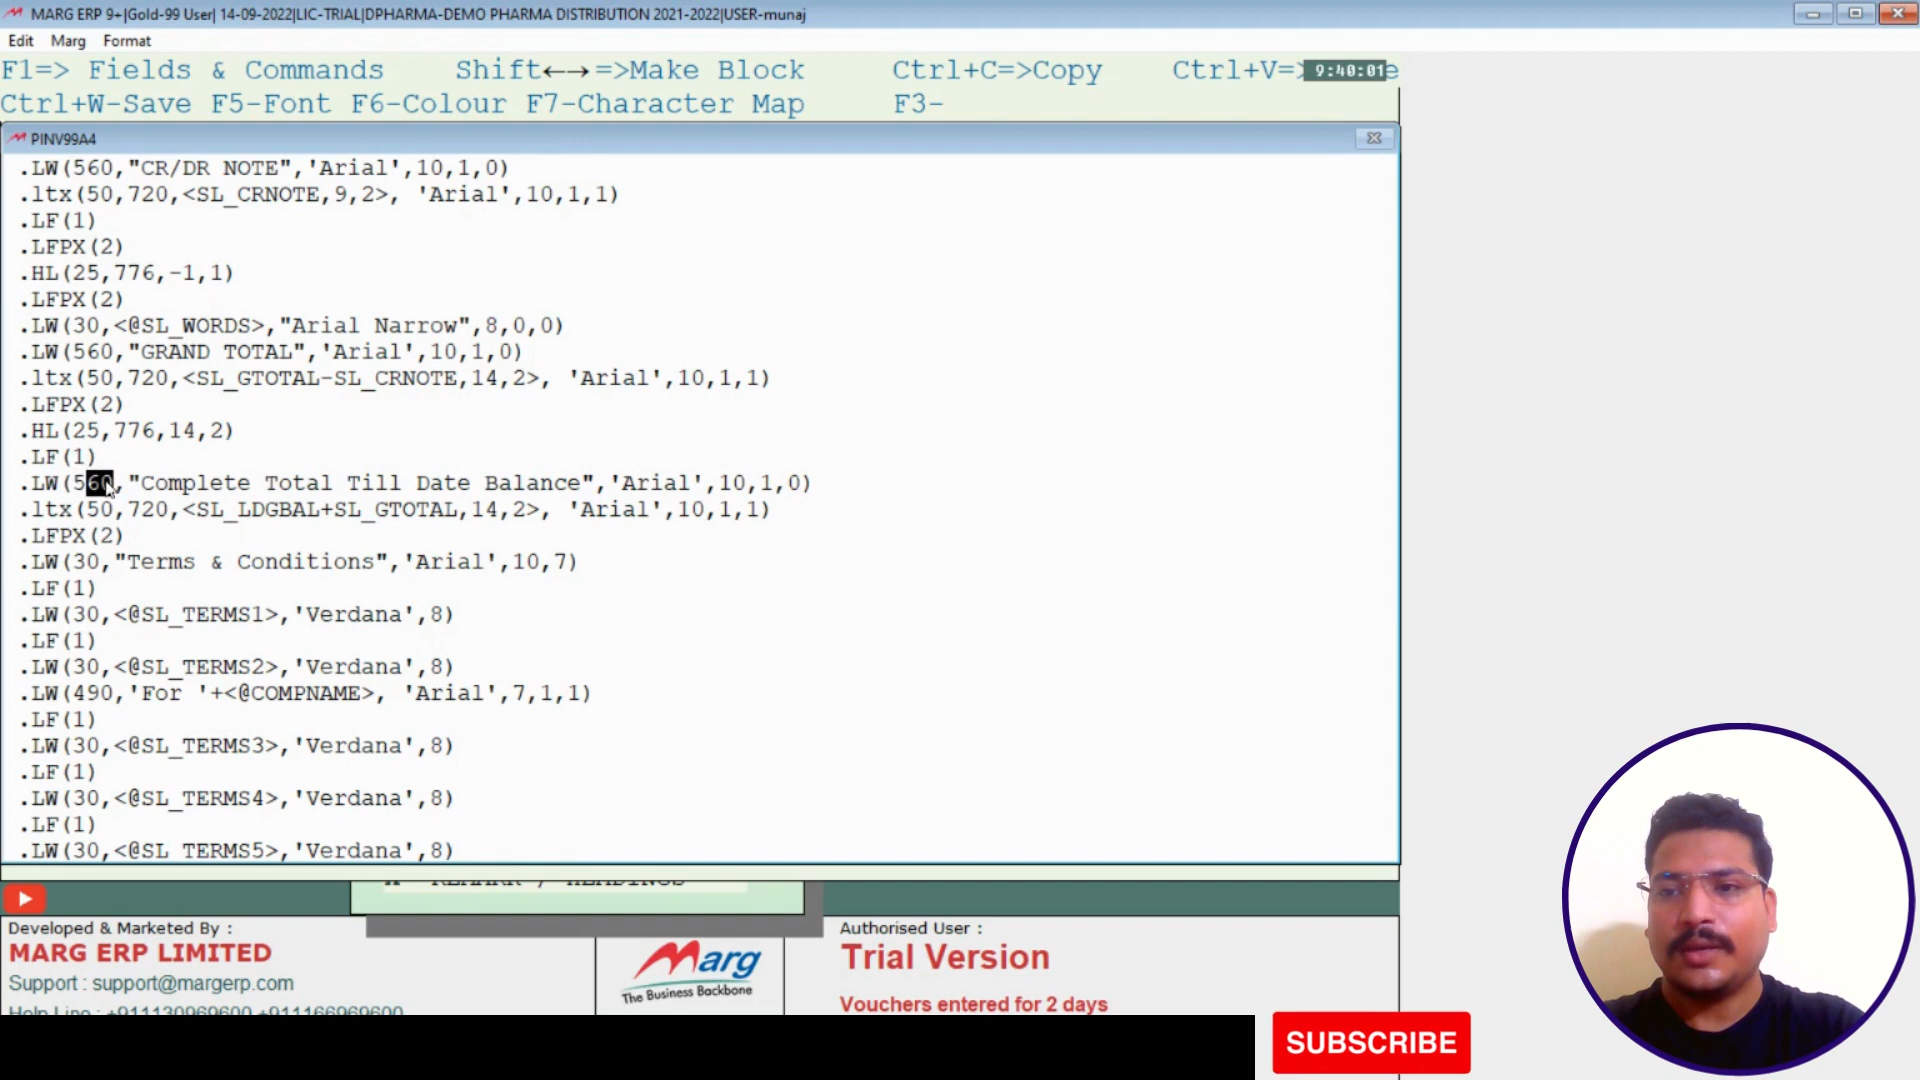 MARG ERP 9+|Gold-99 User| 14-09-2022|LIC-TRIAL|DPHARMA-DEMO PHARMA DISTRIBUTION 2021-2022|USER-munaj
Edit Marg Format
F1=> Fields & Commands Shift←→=>Make Block Ctrl+C=>Copy Ctrl+V=> 9:40:01 e
Ctrl+W-Save F5-Font F6-Colour F7-Character Map F3-
PINV99A4
.LW(560,"CR/DR NOTE",'Arial',10,1,0)
.ltx(50,720,<SL_CRNOTE,9,2>, 'Arial',10,1,1)
.LF(1)
.LFPX(2)
.HL(25,776,-1,1)
.LFPX(2)
.LW(30,<@SL_WORDS>,"Arial Narrow",8,0,0)
.LW(560,"GRAND TOTAL",'Arial',10,1,0)
.ltx(50,720,<SL_GTOTAL-SL_CRNOTE,14,2>, 'Arial',10,1,1)
.LFPX(2)
.HL(25,776,14,2)
.LF(1)
.LW(560,"Complete Total Till Date Balance",'Arial',10,1,0)
.ltx(50,720,<SL_LDGBAL+SL_GTOTAL,14,2>, 'Arial',10,1,1)
.LFPX(2)
.LW(30,"Terms & Conditions",'Arial',10,7)
.LF(1)
.LW(30,<@SL_TERMS1>,'Verdana',8)
.LF(1)
.LW(30,<@SL_TERMS2>,'Verdana',8)
.LW(490,'For '+<@COMPNAME>, 'Arial',7,1,1)
.LF(1)
.LW(30,<@SL_TERMS3>,'Verdana',8)
.LF(1)
.LW(30,<@SL_TERMS4>,'Verdana',8)
.LF(1)
.LW(30,<@SL_TERMS5>,'Verdana',8)
REMARK / HEADINGS
Developed & Marketed By :
MARG ERP LIMITED
Support : support@margerp.com
Help Line : +911130969600 +911166969600
Marg
The Business Backbone
Authorised User :
Trial Version
Vouchers entered for 2 days
SUBSCRIBE